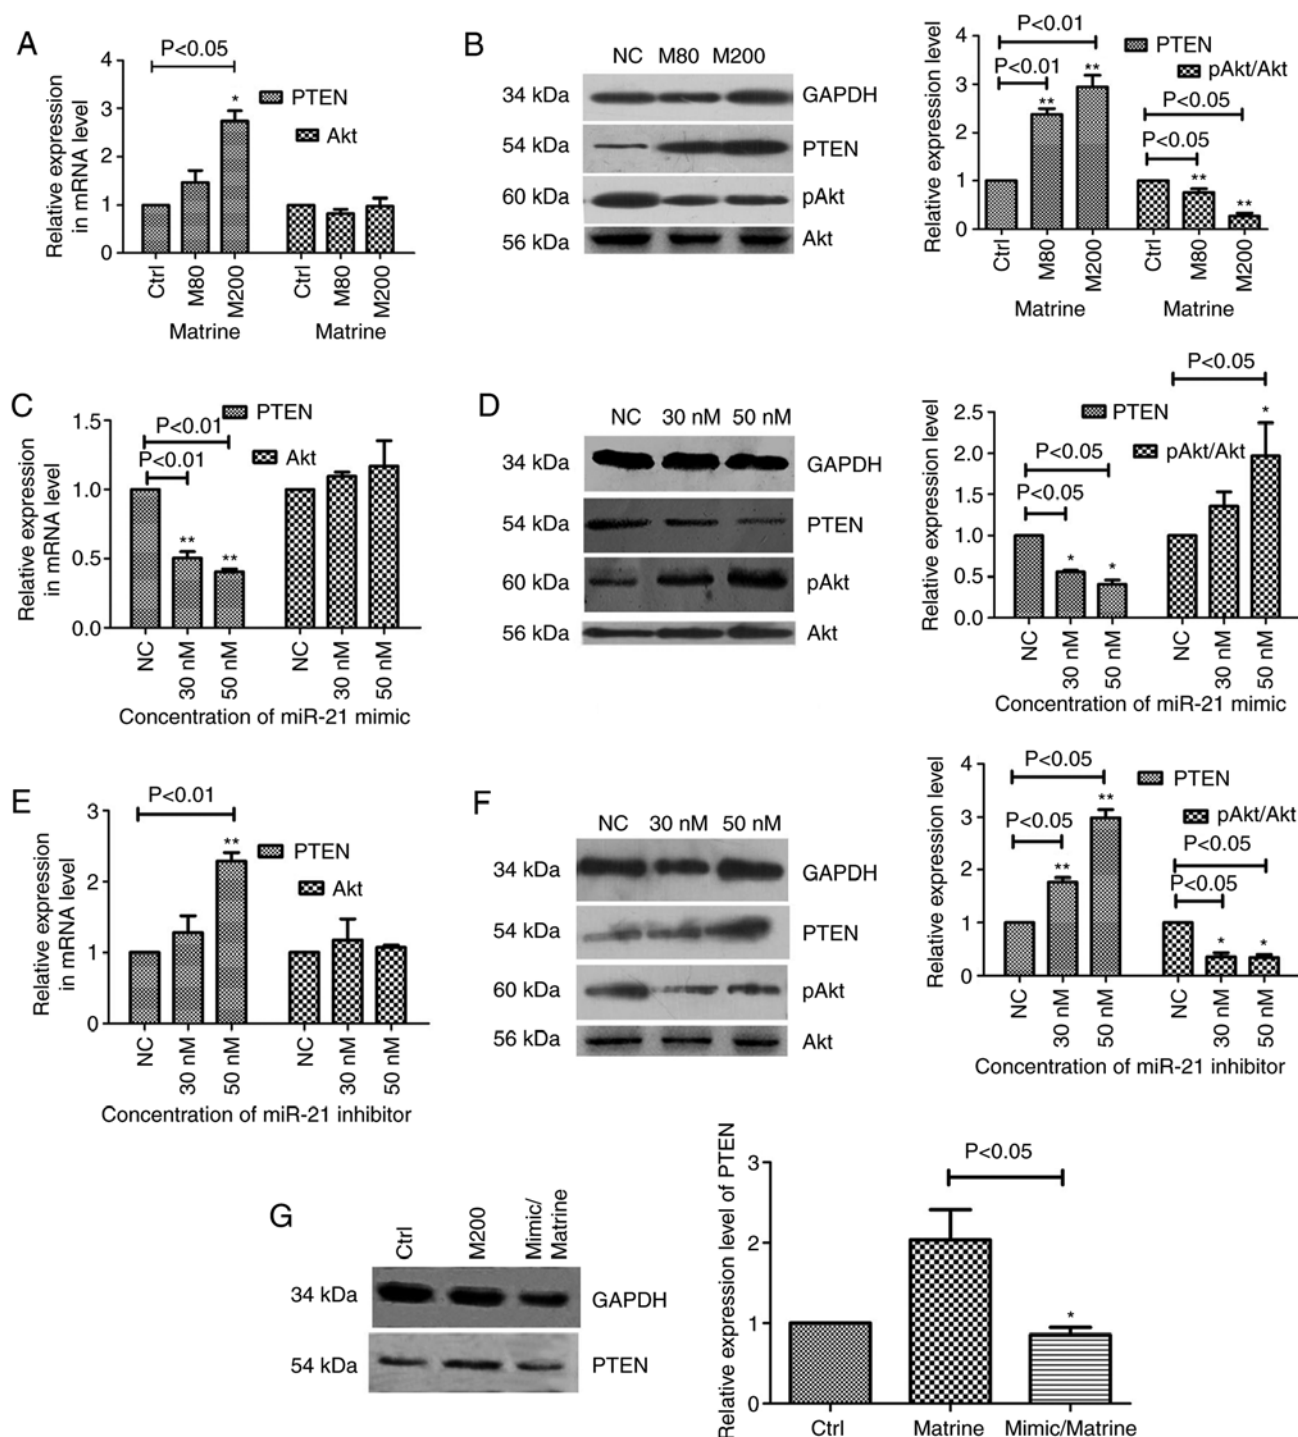 A
Relative expression
in mRNA level
4
3
2
1
0
P<0.05
*
PTEN
Akt
Ctrl
M80
M200
Ctrl
M80
M200
Matrine
Matrine
B
NC M80 M200
34 kDa GAPDH
54 kDa PTEN
60 kDa pAkt
56 kDa Akt
Relative expression level
4
3
2
1
0
P<0.01
P<0.01
**
**
PTEN
pAkt/Akt
P<0.05
P<0.05
**
**
Ctrl
M80
M200
Ctrl
M80
M200
Matrine
Matrine
C
Relative expression
in mRNA level
1.5
1.0
0.5
0.0
P<0.01
P<0.01
**
**
PTEN
Akt
NC
30 nM
50 nM
NC
30 nM
50 nM
Concentration of miR-21 mimic
D
NC 30 nM 50 nM
34 kDa GAPDH
54 kDa PTEN
60 kDa pAkt
56 kDa Akt
Relative expression level
2.5
2.0
1.5
1.0
0.5
0.0
P<0.05
P<0.05
*
*
PTEN
pAkt/Akt
P<0.05
*
NC
30 nM
50 nM
NC
30 nM
50 nM
Concentration of miR-21 mimic
E
Relative expression
in mRNA level
3
2
1
0
P<0.01
**
PTEN
Akt
NC
30 nM
50 nM
NC
30 nM
50 nM
Concentration of miR-21 inhibitor
F
NC 30 nM 50 nM
34 kDa GAPDH
54 kDa PTEN
60 kDa pAkt
56 kDa Akt
Relative expression level
4
3
2
1
0
P<0.05
P<0.05
**
**
PTEN
pAkt/Akt
P<0.05
P<0.05
*
*
NC
30 nM
50 nM
NC
30 nM
50 nM
Concentration of miR-21 inhibitor
G
Ctrl
M200
Mimic/
Matrine
34 kDa GAPDH
54 kDa PTEN
Relative expression level of PTEN
3
2
1
0
P<0.05
*
Ctrl Matrine Mimic/Matrine